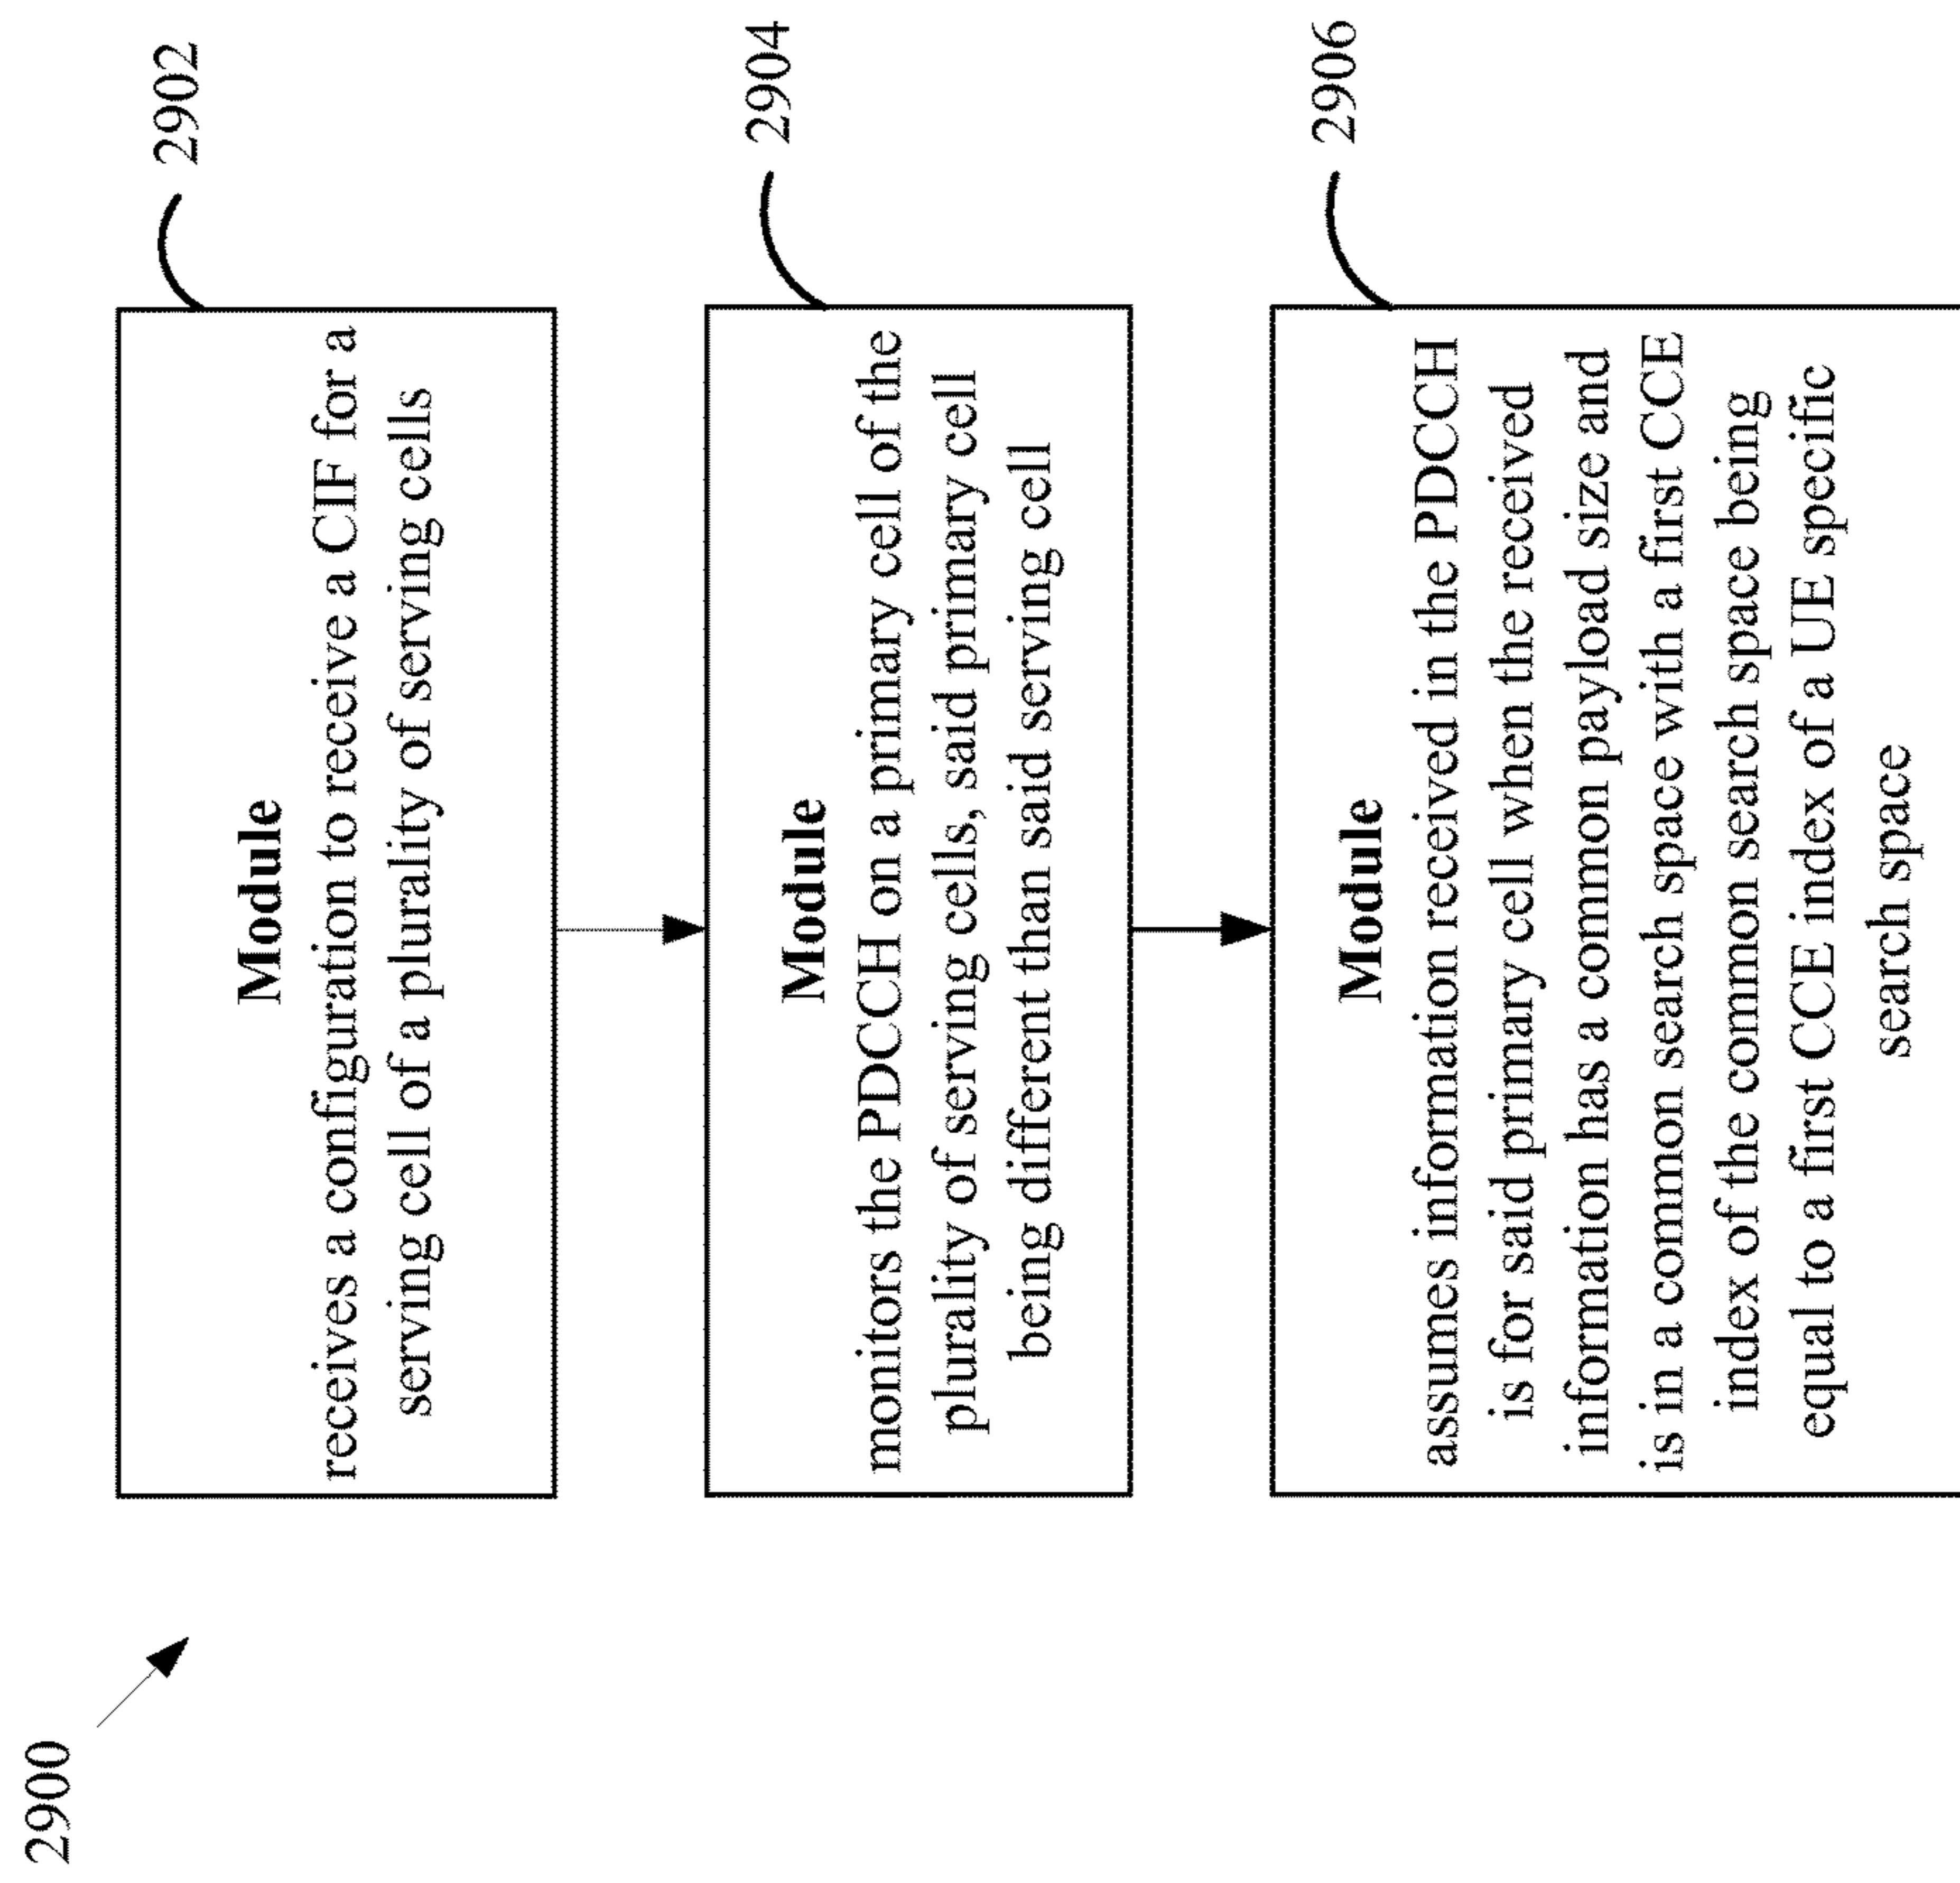 2900
2902
Module
receives a configuration to receive a CIF for a
serving cell of a plurality of serving cells
2904
Module
monitors the PDCCH on a primary cell of the
plurality of serving cells, said primary cell
being different than said serving cell
2906
Module
assumes information received in the PDCCH
is for said primary cell when the received
information has a common payload size and
is in a common search space with a first CCE
index of the common search space being
equal to a first CCE index of a UE specific
search space